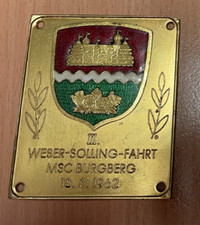 III.
WESER-SOLLING-FAHRT
MSC BURGBERG
1962